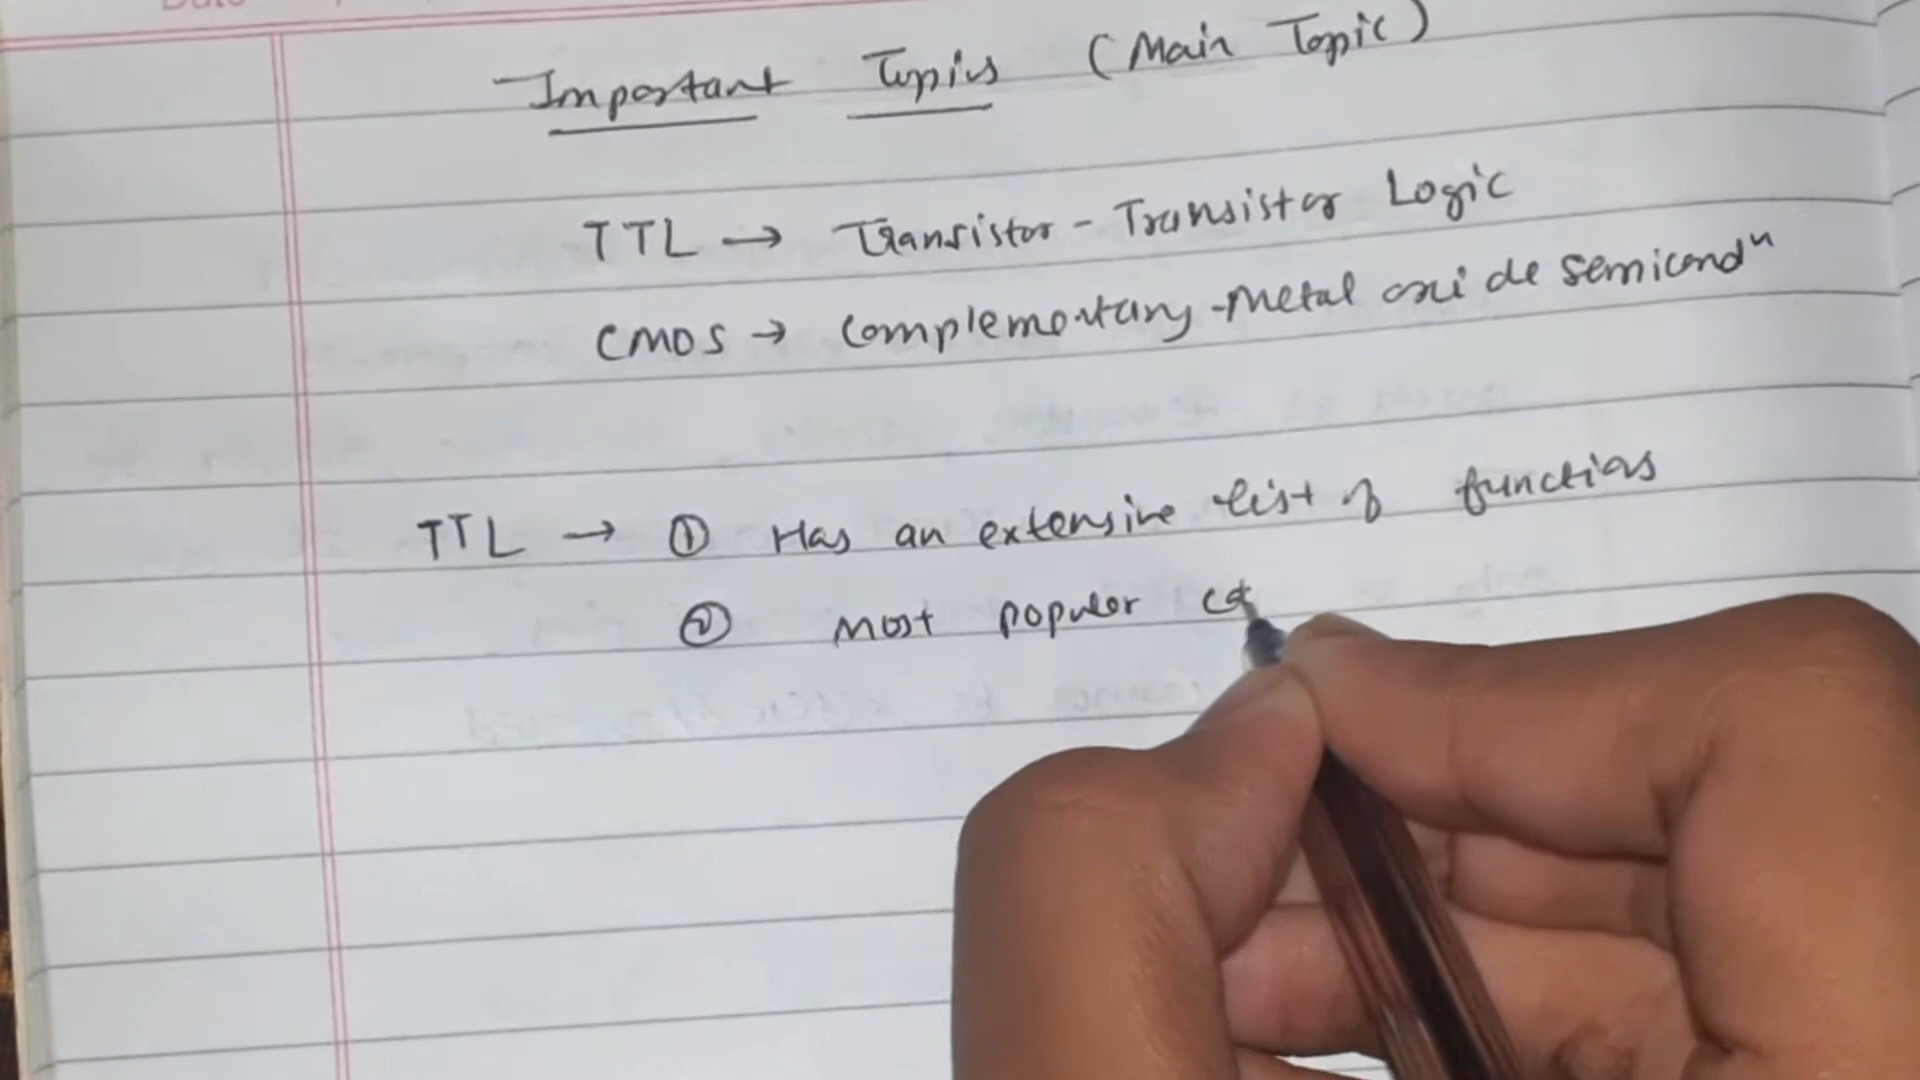 Date
Important Topics (Main Topic)
TTL → Transistor - Transistor Logic
CMOS → Complementary - Metal oxide semicondⁿ
TTL → ① Has an extensive list of functions
② Most popular